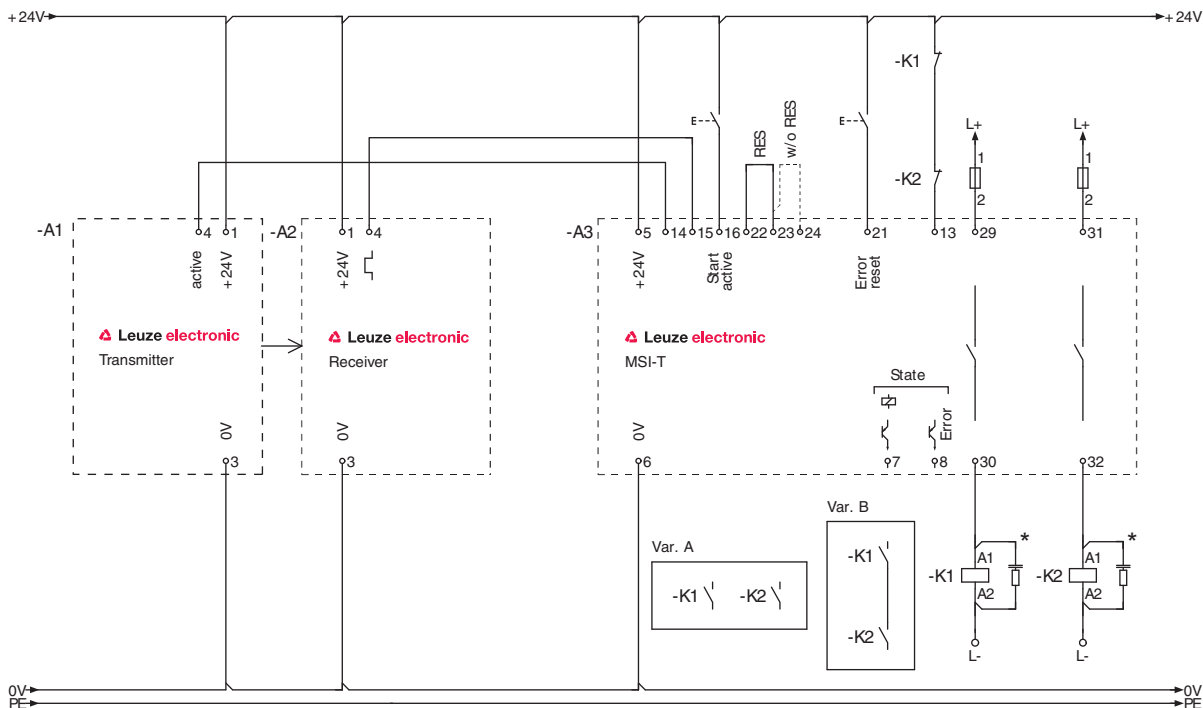 +24V
+24V
-K1
L+
L+
RES
w/o RES
1
1
E
E
-K2
2
2
-A1
4
1
-A2
1
4
-A3
5
14
15
16
22
23
24
21
13
29
31
active
+24V
+24V
+24V
Start
active
Error
reset
Leuze electronic
Leuze electronic
Leuze electronic
Transmitter
Receiver
MSI-T
State
0V
0V
0V
Error
3
3
6
7
8
30
32
Var. B
Var. A
*
*
-K1
A1
A1
-K1
-K2
-K1
-K2
A2
A2
-K2
L-
L-
0V
0V
PE
PE